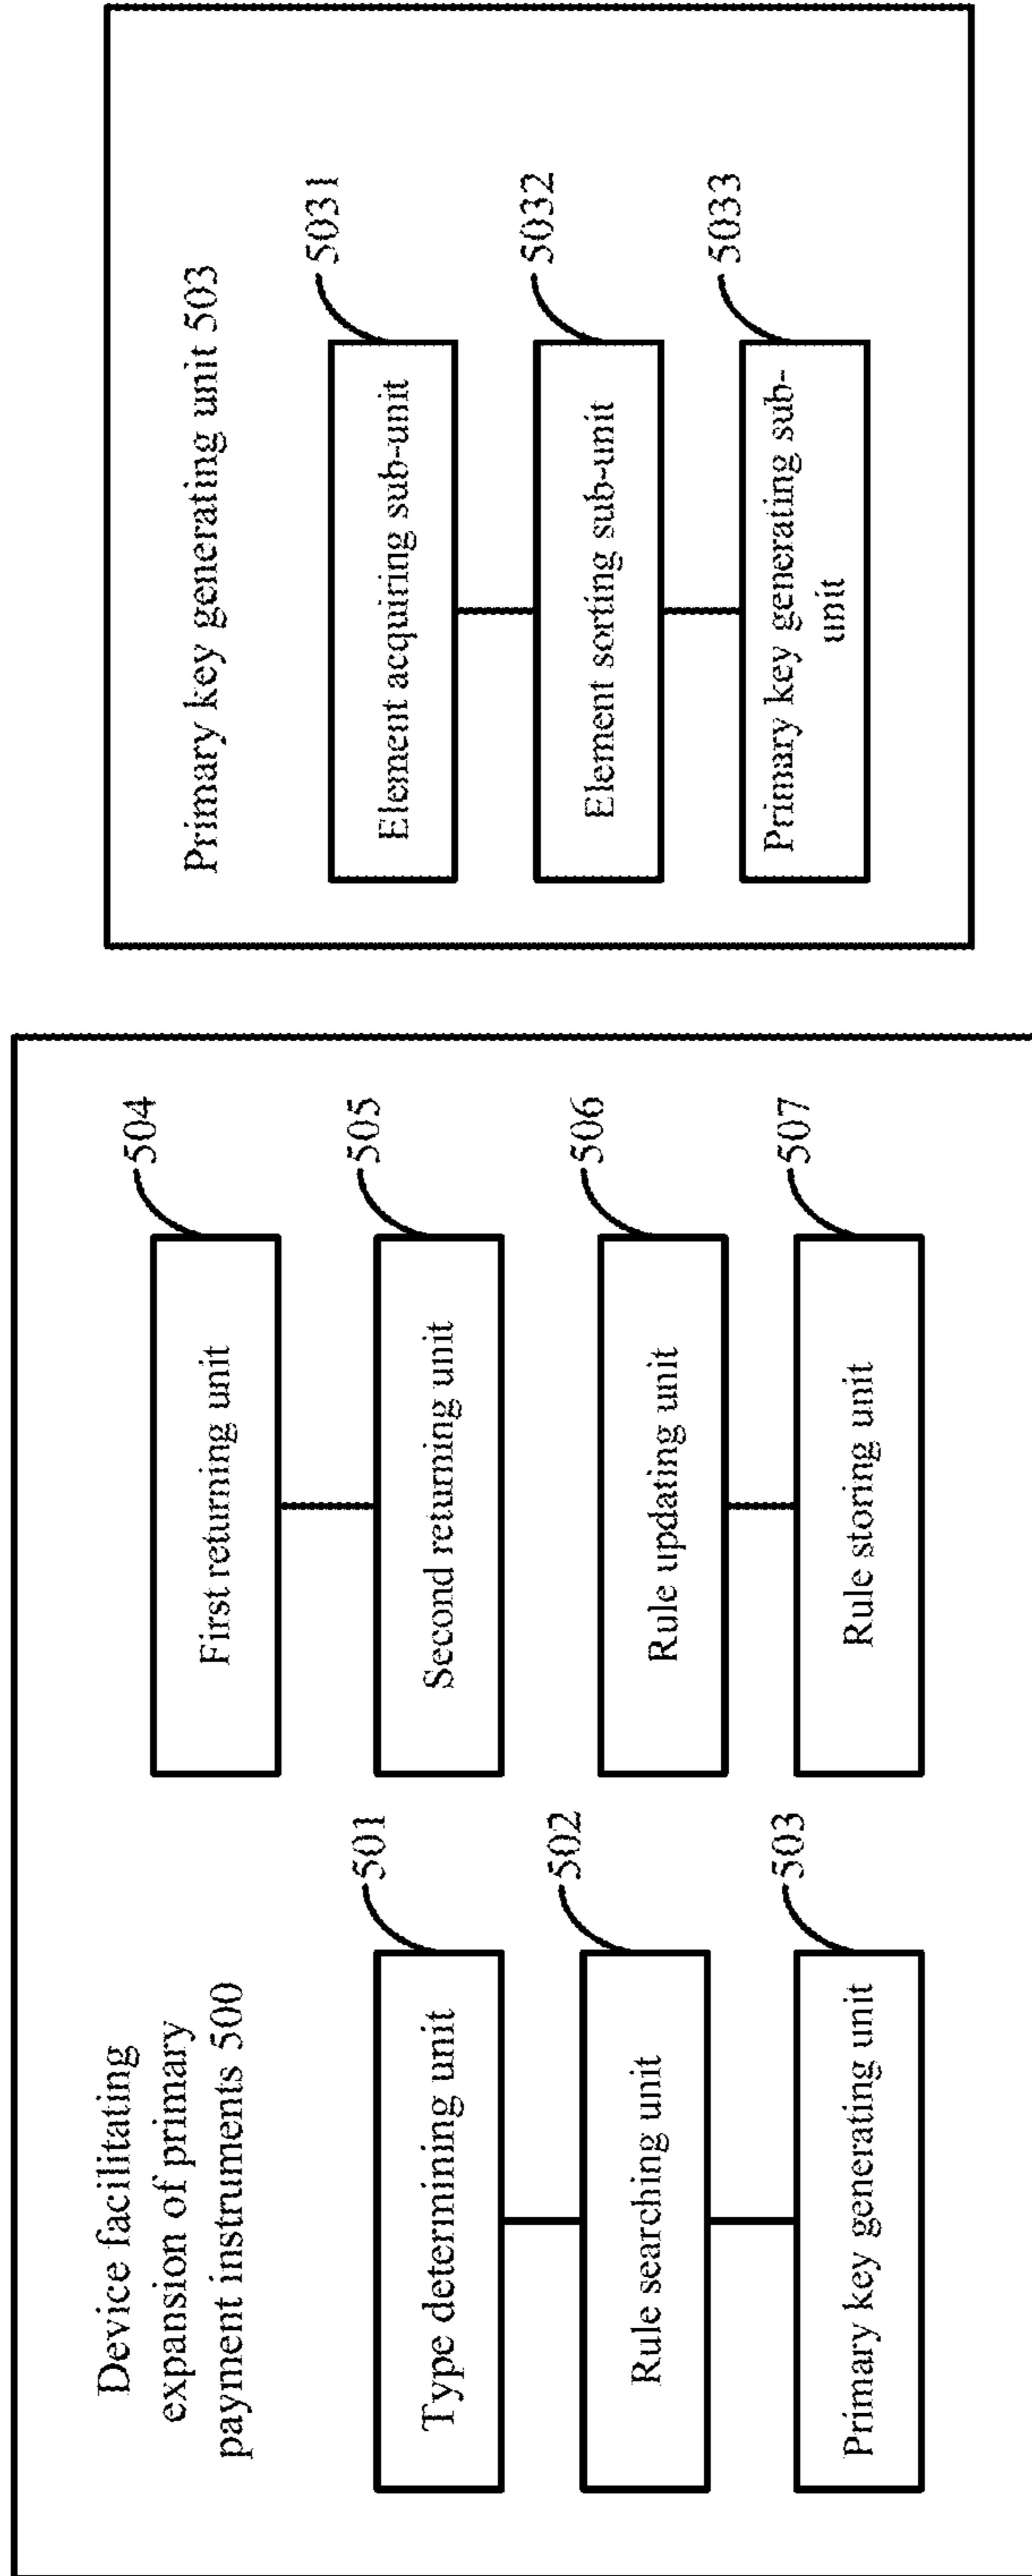 Device facilitating
expansion of primary
payment instruments 500
Type determining unit
501
Rule searching unit
502
Primary key generating unit
503
First returning unit
504
Second returning unit
505
Rule updating unit
506
Rule storing unit
507
Primary key generating unit 503
Element acquiring sub-unit
5031
Element sorting sub-unit
5032
Primary key generating sub-
unit
5033